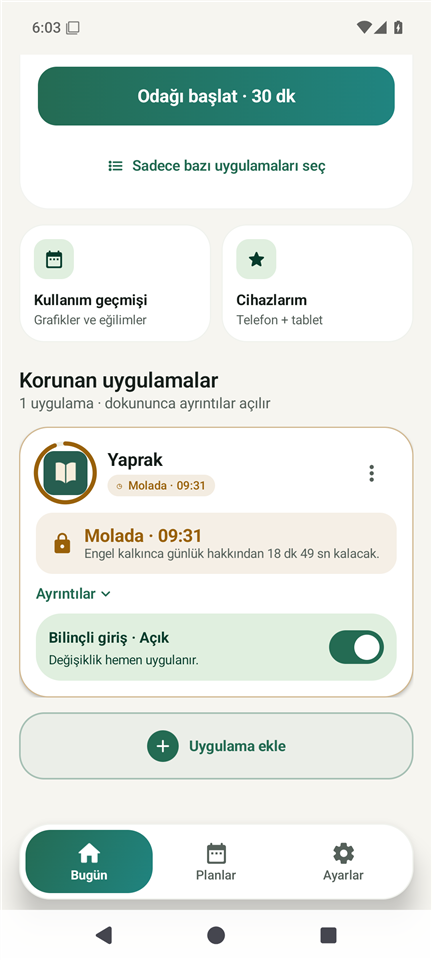 6:03
Odağı başlat · 30 dk
Sadece bazı uygulamaları seç
Kullanım geçmişi
Grafikler ve eğilimler
Cihazlarım
Telefon + tablet
Korunan uygulamalar
1 uygulama · dokununca ayrıntılar açılır
Yaprak
Molada · 09:31
Molada · 09:31
Engel kalkınca günlük hakkından 18 dk 49 sn kalacak.
Ayrıntılar
Bilinçli giriş · Açık
Değişiklik hemen uygulanır.
Uygulama ekle
Bugün
Planlar
Ayarlar